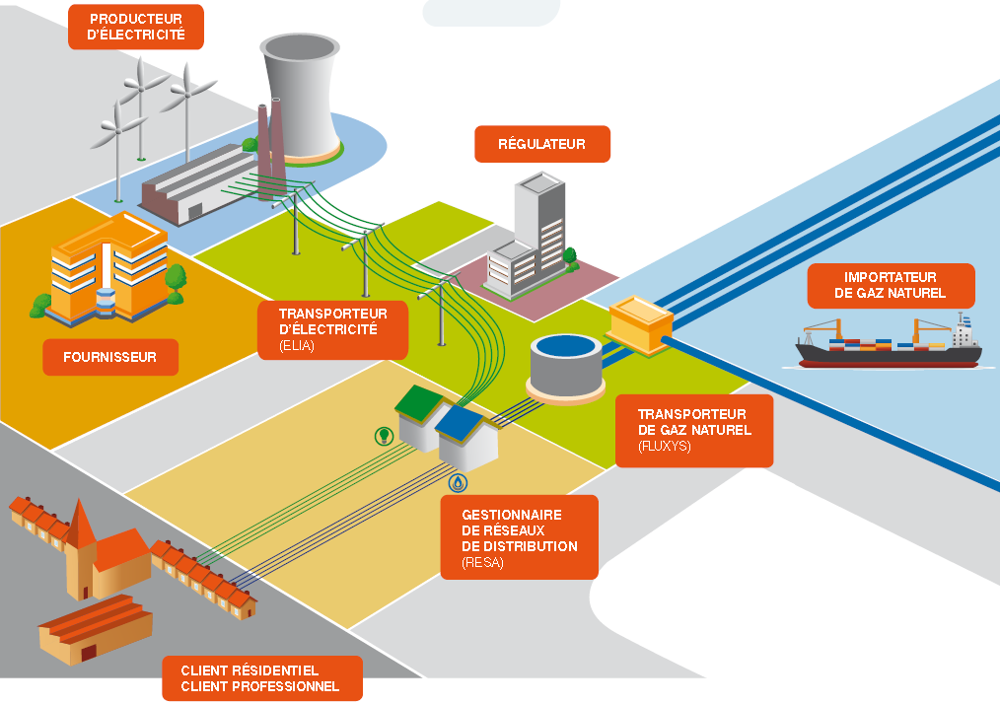 PRODUCTEUR
D'ÉLECTRICITÉ
RÉGULATEUR
IMPORTATEUR
DE GAZ NATUREL
TRANSPORTEUR
D'ÉLECTRICITÉ
(ELIA)
FOURNISSEUR
TRANSPORTEUR
DE GAZ NATUREL
(FLUXYS)
GESTIONNAIRE
DE RÉSEAUX
DE DISTRIBUTION
(RESA)
CLIENT RÉSIDENTIEL
CLIENT PROFESSIONNEL